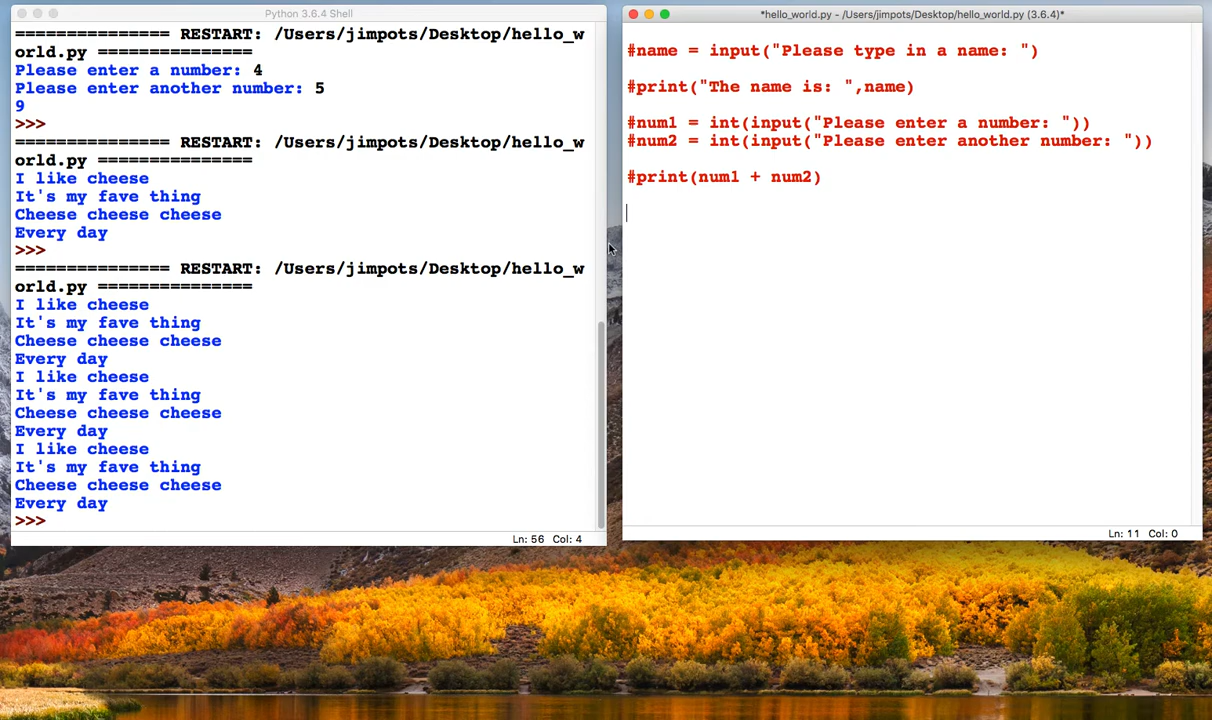 Python 3.6.4 Shell
=============== RESTART: /Users/jimpots/Desktop/hello_w
orld.py ===============
Please enter a number: 4
Please enter another number: 5
9
>>>
=============== RESTART: /Users/jimpots/Desktop/hello_w
orld.py ===============
I like cheese
It's my fave thing
Cheese cheese cheese
Every day
>>>
=============== RESTART: /Users/jimpots/Desktop/hello_w
orld.py ===============
I like cheese
It's my fave thing
Cheese cheese cheese
Every day
I like cheese
It's my fave thing
Cheese cheese cheese
Every day
I like cheese
It's my fave thing
Cheese cheese cheese
Every day
>>>
Ln: 56 Col: 4
*hello_world.py - /Users/jimpots/Desktop/hello_world.py (3.6.4)*
#name = input("Please type in a name: ")
#print("The name is: ",name)
#num1 = int(input("Please enter a number: "))
#num2 = int(input("Please enter another number: "))
#print(num1 + num2)
Ln: 11 Col: 0